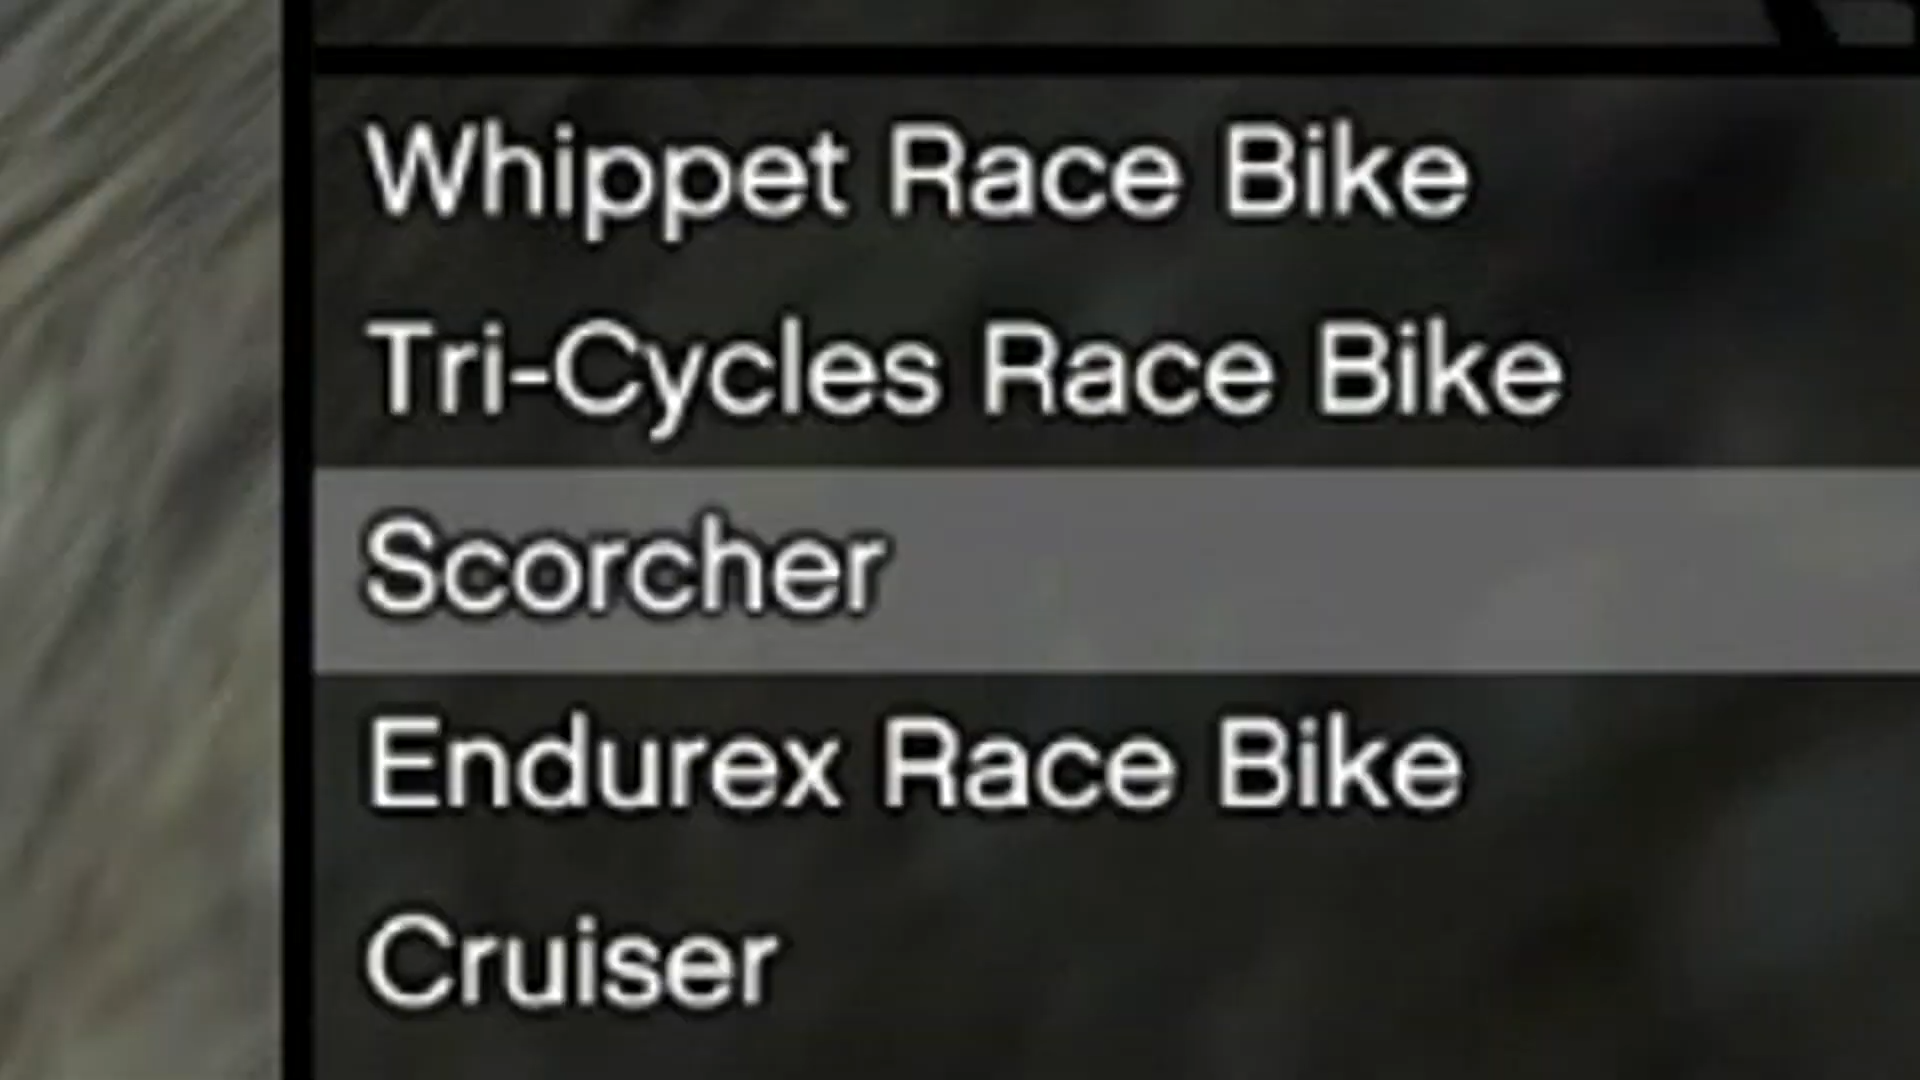 Whippet Race Bike
Tri-Cycles Race Bike
Scorcher
Endurex Race Bike
Cruiser